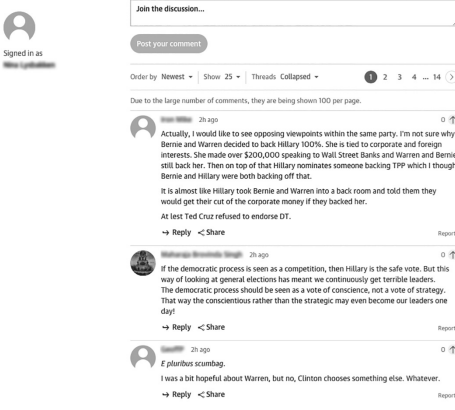 Join the discussion...
Post your comment
Signed in as
Order by Newest Show 25 Threads Collapsed 1 2 3 4 ... 14
Due to the large number of comments, they are being shown 100 per page.
2h ago 0
Actually, I would like to see opposing viewpoints within the same party. I'm not sure why
Bernie and Warren decided to back Hillary 100%. She is tied to corporate and foreign
interests. She made over $200,000 speaking to Wall Street Banks and Warren and Bernie
still back her. Then on top of that Hillary nominates someone backing TPP which I though
Bernie and Hillary were both backing off that.
It is almost like Hillary took Bernie and Warren into a back room and told them they
would get their cut of the corporate money if they backed her.
At lest Ted Cruz refused to endorse DT.
Reply Share Report
2h ago 0
If the democratic process is seen as a competition, then Hillary is the safe vote. But this
way of looking at general elections has meant we continuously get terrible leaders.
The democratic process should be seen as a vote of conscience, not a vote of strategy.
That way the conscientious rather than the strategic may even become our leaders one
day!
Reply Share Report
2h ago 0
E pluribus scumbag.
I was a bit hopeful about Warren, but no, Clinton chooses something else. Whatever.
Reply Share Report